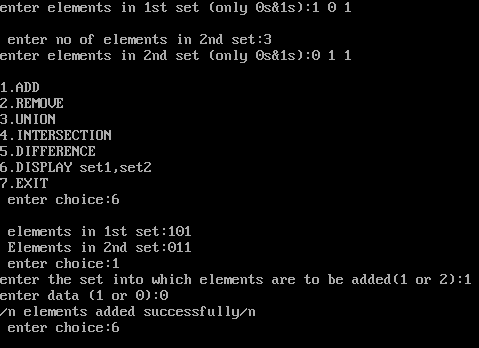 enter elements in 1st set (only 0s&1s):1 0 1
enter no of elements in 2nd set:3
enter elements in 2nd set (only 0s&1s):0 1 1
1.ADD
2.REMOVE
3.UNION
4.INTERSECTION
5.DIFFERENCE
6.DISPLAY set1,set2
7.EXIT
enter choice:6
elements in 1st set:101
Elements in 2nd set:011
enter choice:1
enter the set into which elements are to be added(1 or 2):1
enter data (1 or 0):0
/n elements added successfully/n
enter choice:6